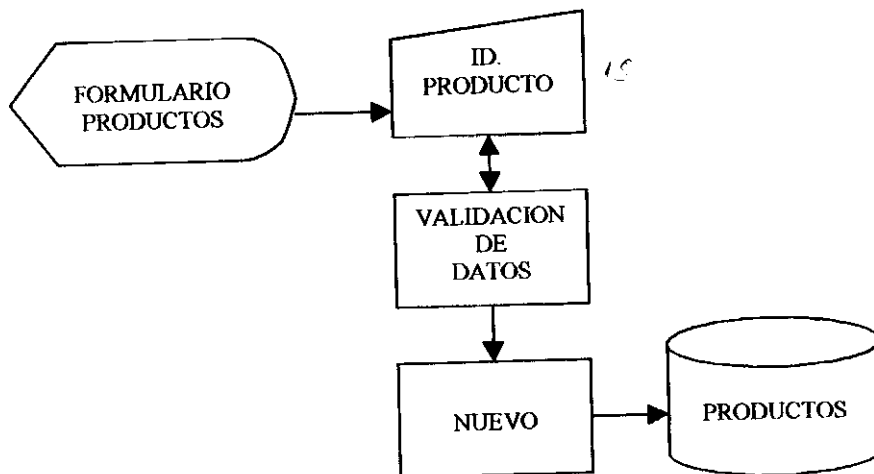 FORMULARIO
PRODUCTOS
ID.
PRODUCTO
VALIDACION
DE
DATOS
NUEVO
PRODUCTOS